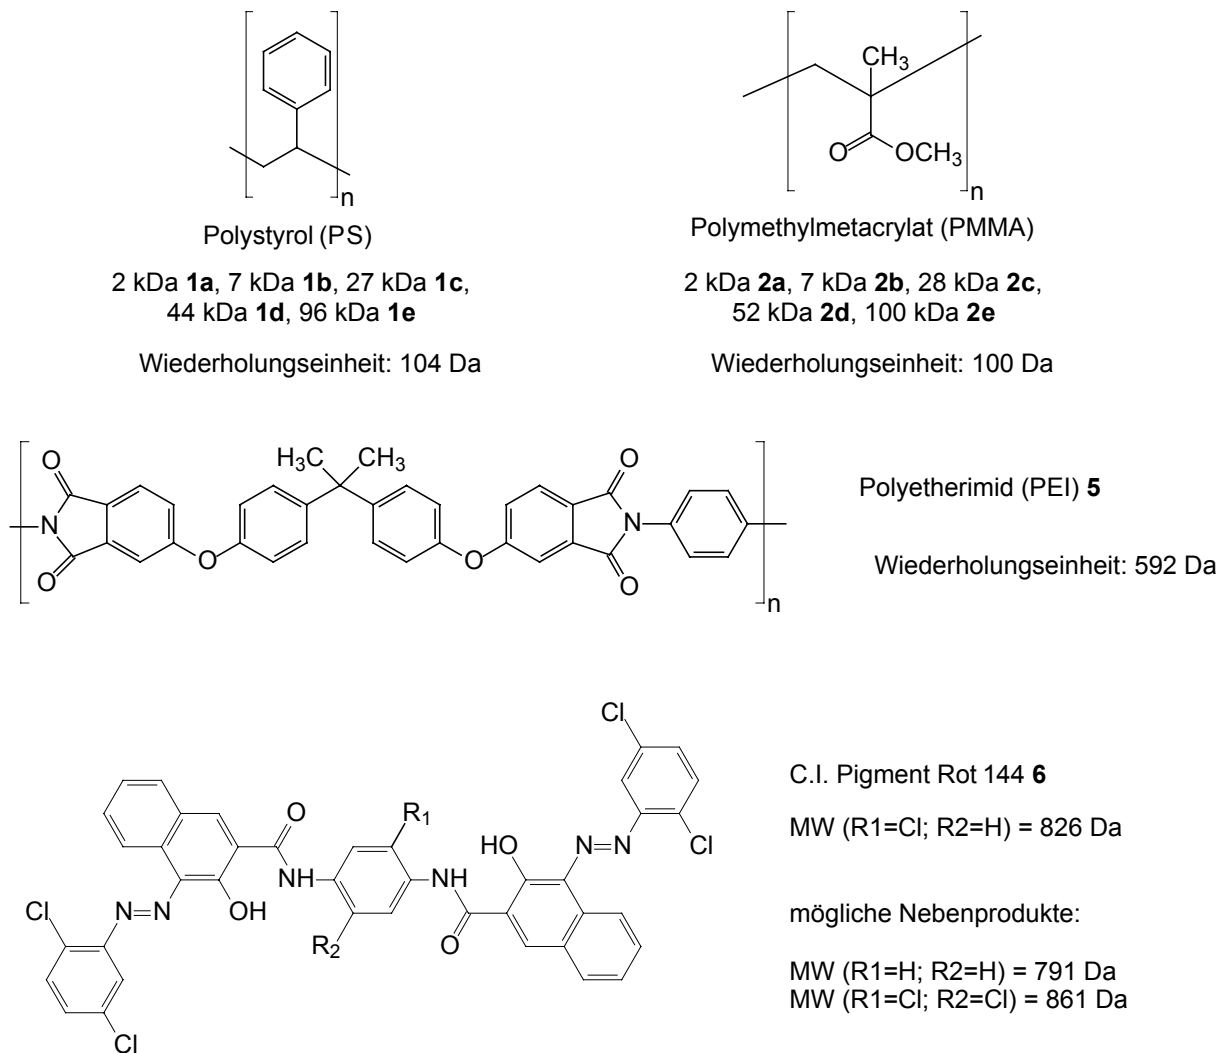 CH₃
O
OCH₃
n
n
Polystyrol (PS)
Polymethylmetacrylat (PMMA)
2 kDa 1a, 7 kDa 1b, 27 kDa 1c,
44 kDa 1d, 96 kDa 1e
2 kDa 2a, 7 kDa 2b, 28 kDa 2c,
52 kDa 2d, 100 kDa 2e
Wiederholungseinheit: 104 Da
Wiederholungseinheit: 100 Da
O
H₃C
CH₃
O
N
N
O
O
O
O
n
Polyetherimid (PEI) 5
Wiederholungseinheit: 592 Da
Cl
O
R₁
HO
N=N
Cl
NH
NH
Cl
N=N
OH
R₂
O
Cl
C.I. Pigment Rot 144 6
MW (R1=Cl; R2=H) = 826 Da
mögliche Nebenprodukte:
MW (R1=H; R2=H) = 791 Da
MW (R1=Cl; R2=Cl) = 861 Da